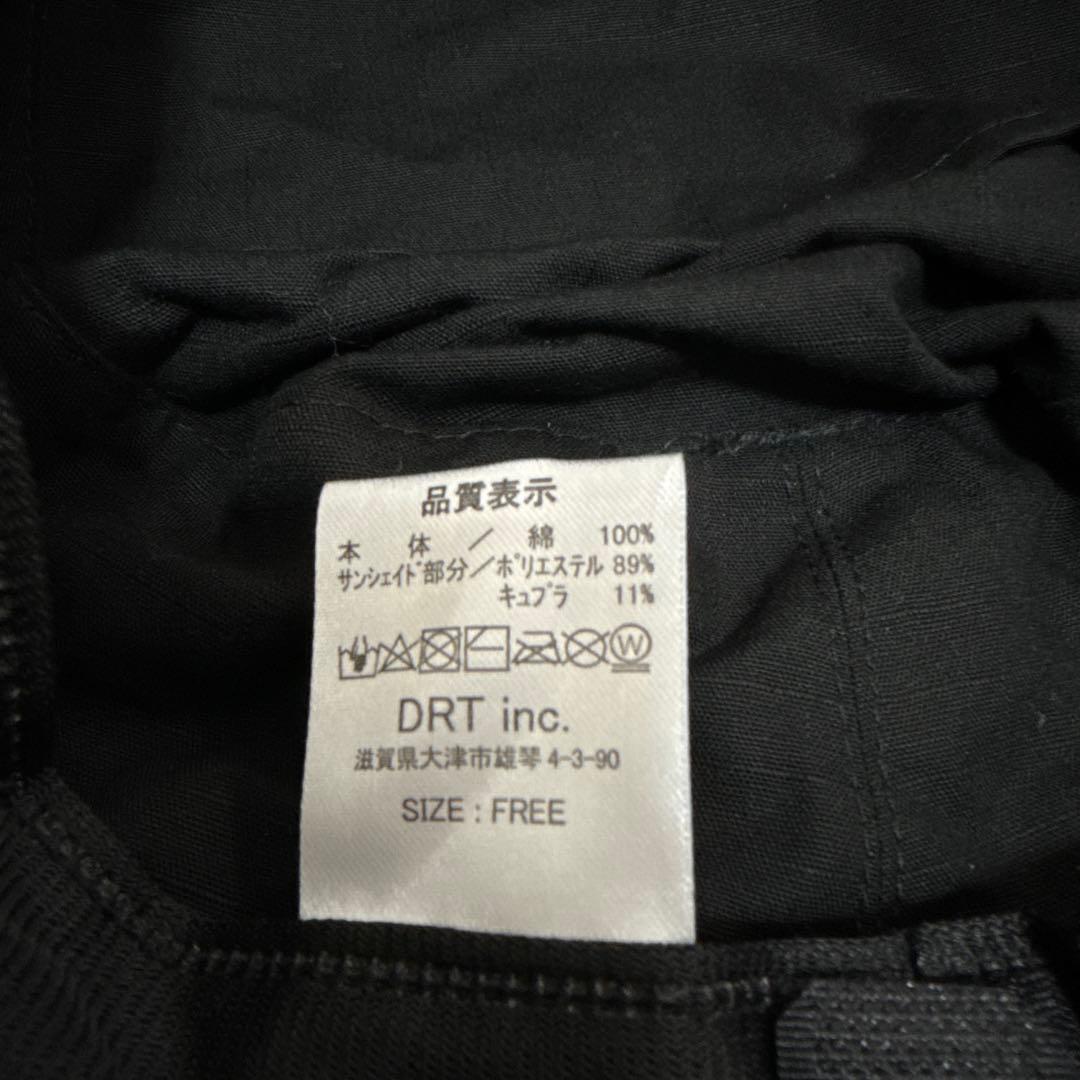 品質表示
本 体 / 綿 100%
サンシェイド部分/ポリエステル 89%
キュプラ 11%
W
DRT inc.
滋賀県大津市雄琴 4-3-90
SIZE : FREE